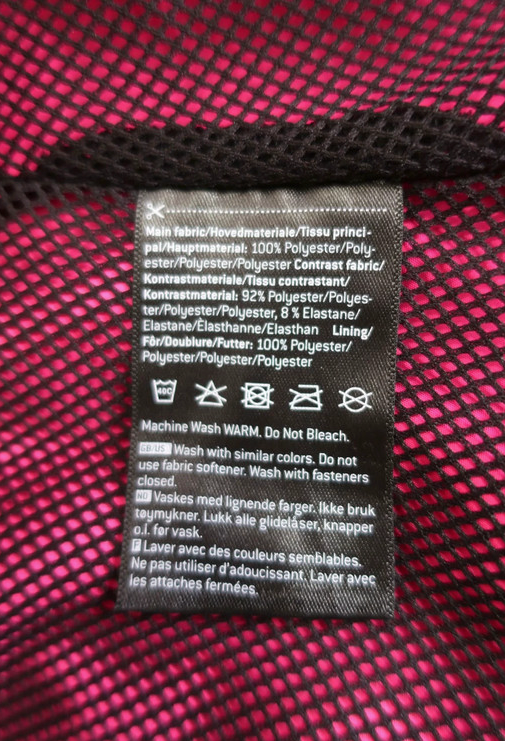 Main fabric/Hovedmateriale/Tissu princi-
pal/Hauptmaterial: 100% Polyester/Poly-
ester/Polyester/Polyester Contrast fabric/
Kontrastmateriale/Tissu contrastant/
Kontrastmaterial: 92% Polyester/Polyes-
ter/Polyester/Polyester, 8 % Elastane/
Elastane/Élasthanne/Elasthan Lining/
Fôr/Doublure/Futter: 100% Polyester/
Polyester/Polyester/Polyester
40C
Machine Wash WARM. Do Not Bleach.
GB/US Wash with similar colors. Do not
use fabric softener. Wash with fasteners
closed.
NO Vaskes med lignende farger. Ikke bruk
tøymykner. Lukk alle glidelåser, knapper
o.l. før vask.
F Laver avec des couleurs semblables.
Ne pas utiliser d'adoucissant. Laver avec
les attaches fermées.